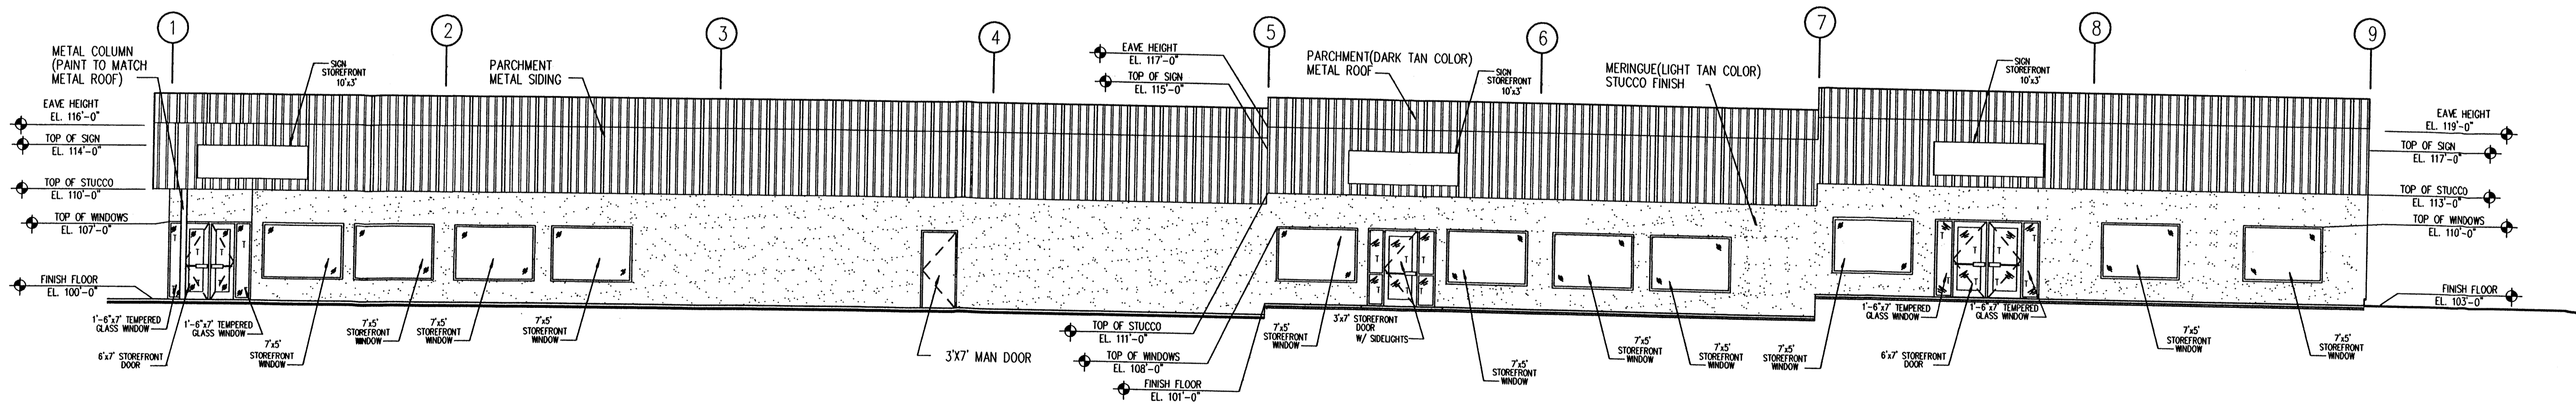 1
2
3
4
5
6
7
8
9
METAL COLUMN
(PAINT TO MATCH
METAL ROOF)
SIGN
STOREFRONT
10'x3'
PARCHMENT
METAL SIDING
EAVE HEIGHT
EL. 117'-0"
TOP OF SIGN
EL. 115'-0"
PARCHMENT(DARK TAN COLOR)
METAL ROOF
SIGN
STOREFRONT
10'x3'
MERINGUE(LIGHT TAN COLOR)
STUCCO FINISH
SIGN
STOREFRONT
10'x3'
EAVE HEIGHT
EL. 116'-0"
TOP OF SIGN
EL. 114'-0"
TOP OF STUCCO
EL. 110'-0"
TOP OF WINDOWS
EL. 107'-0"
FINISH FLOOR
EL. 100'-0"
EAVE HEIGHT
EL. 119'-0"
TOP OF SIGN
EL. 117'-0"
TOP OF STUCCO
EL. 113'-0"
TOP OF WINDOWS
EL. 110'-0"
FINISH FLOOR
EL. 103'-0"
T
T
T
T
T
T
T
T
T
T
T
T
1'-6"x7' TEMPERED
GLASS WINDOW
6'x7' STOREFRONT
DOOR
1'-6"x7' TEMPERED
GLASS WINDOW
7'x5'
STOREFRONT
WINDOW
7'x5'
STOREFRONT
WINDOW
7'x5'
STOREFRONT
WINDOW
7'x5'
STOREFRONT
WINDOW
3'X7' MAN DOOR
TOP OF STUCCO
EL. 111'-0"
TOP OF WINDOWS
EL. 108'-0"
FINISH FLOOR
EL. 101'-0"
7'x5'
STOREFRONT
WINDOW
3'x7' STOREFRONT
DOOR
W/ SIDELIGHTS
7'x5'
STOREFRONT
WINDOW
7'x5'
STOREFRONT
WINDOW
7'x5'
STOREFRONT
WINDOW
7'x5'
STOREFRONT
WINDOW
1'-6"x7' TEMPERED
GLASS WINDOW
6'x7' STOREFRONT
DOOR
1'-6"x7' TEMPERED
GLASS WINDOW
7'x5'
STOREFRONT
WINDOW
7'x5'
STOREFRONT
WINDOW